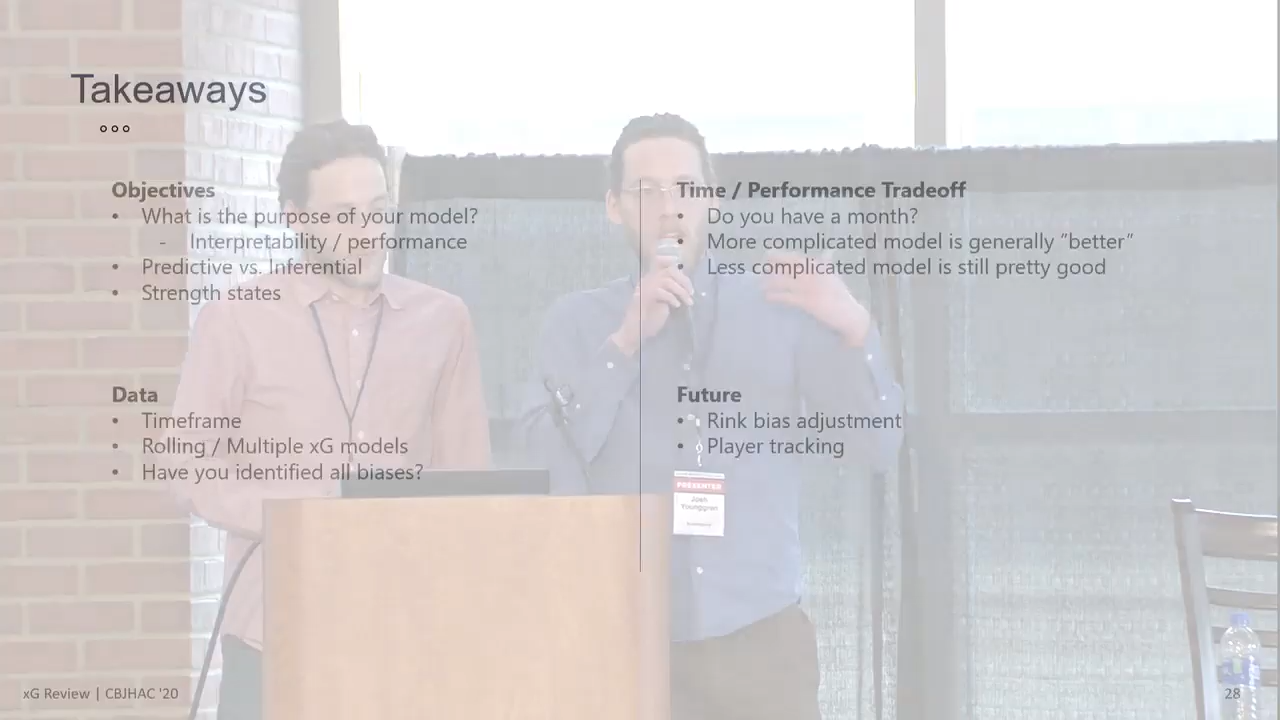 Takeaways
Objectives
• What is the purpose of your model?
- Interpretability / performance
• Predictive vs. Inferential
• Strength states
Time / Performance Tradeoff
• Do you have a month?
• More complicated model is generally "better"
• Less complicated model is still pretty good
Data
• Timeframe
• Rolling / Multiple xG models
• Have you identified all biases?
Future
• Rink bias adjustment
• Player tracking
PRESENTER
Josh
Younggren
xG Review | CBJHAC '20
28